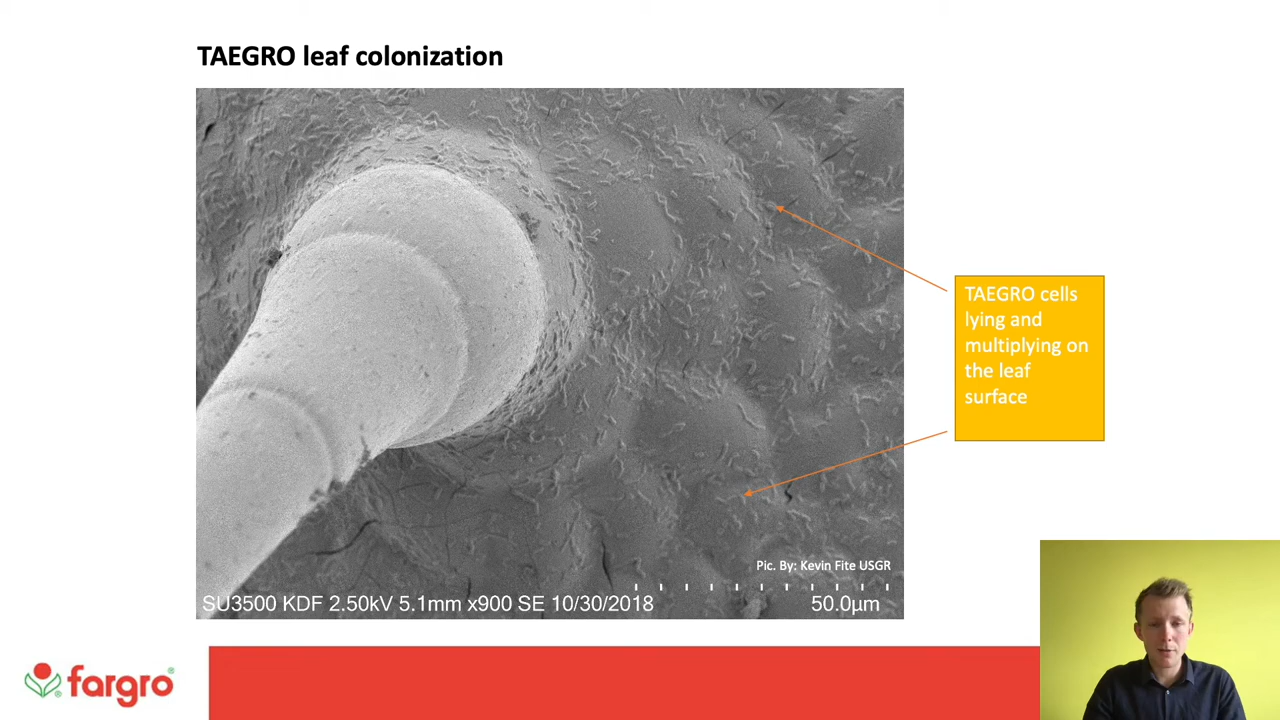 TAEGRO leaf colonization
TAEGRO cells
lying and
multiplying on
the leaf
surface
Pic. By: Kevin Fite USGR
SU3500 KDF 2.50kV 5.1mm x900 SE 10/30/2018
50.0µm
fargro